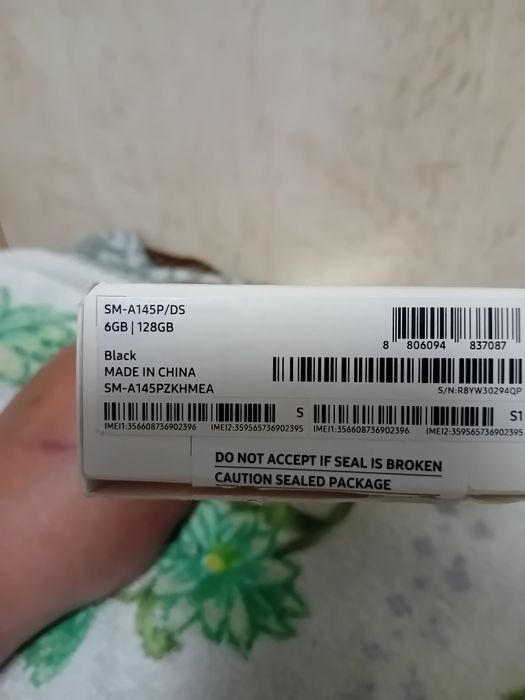 SM-A145P/DS
6GB | 128GB
8 806094 837087
Black
MADE IN CHINA
SM-A145PZKHMEA
S/N:R8YW30294QP
S
S1
IMEI1:356608736902396 IMEI2:359565736902395 IMEI1:356608736902396 IMEI2:359565736902395
DO NOT ACCEPT IF SEAL IS BROKEN
CAUTION SEALED PACKAGE